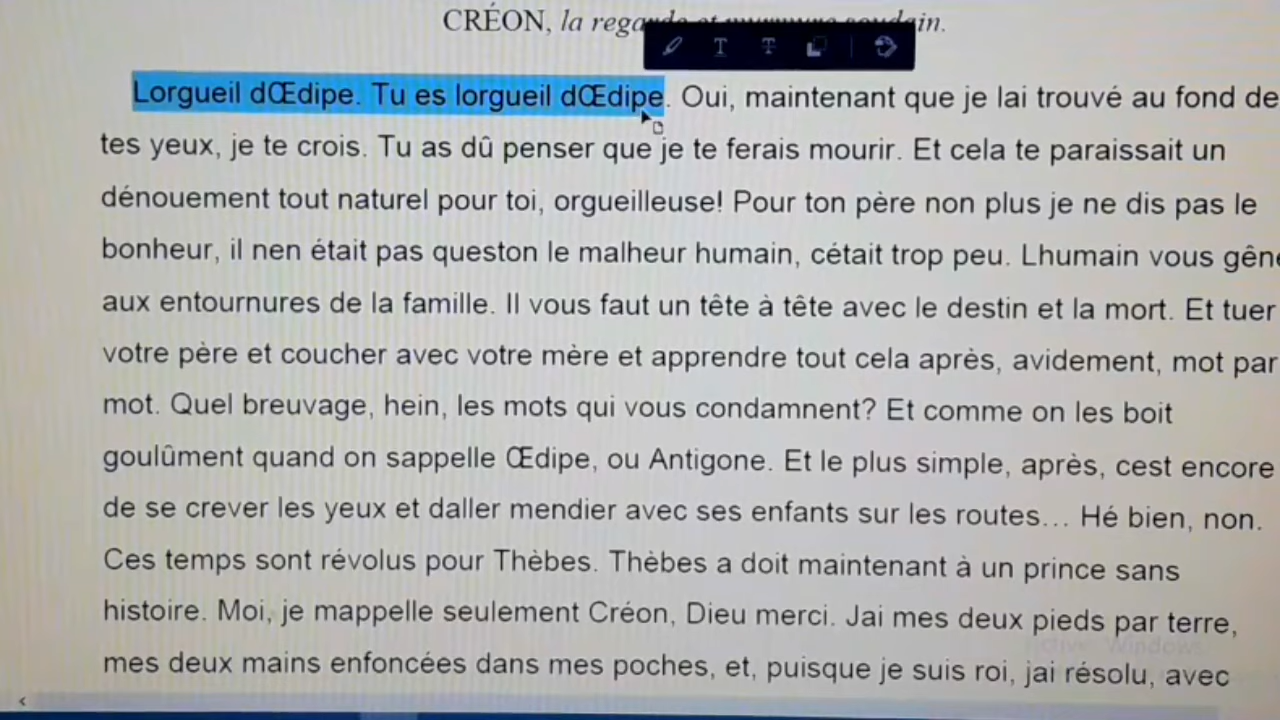 CRÉON, la regarde et murmure soudain.
Lorgueil dŒdipe. Tu es lorgueil dŒdipe. Oui, maintenant que je lai trouvé au fond de
tes yeux, je te crois. Tu as dû penser que je te ferais mourir. Et cela te paraissait un
dénouement tout naturel pour toi, orgueilleuse! Pour ton père non plus je ne dis pas le
bonheur, il nen était pas queston le malheur humain, cétait trop peu. Lhumain vous gêne
aux entournures de la famille. Il vous faut un tête à tête avec le destin et la mort. Et tuer
votre père et coucher avec votre mère et apprendre tout cela après, avidement, mot par
mot. Quel breuvage, hein, les mots qui vous condamnent? Et comme on les boit
goulûment quand on sappelle Œdipe, ou Antigone. Et le plus simple, après, cest encore
de se crever les yeux et daller mendier avec ses enfants sur les routes… Hé bien, non.
Ces temps sont révolus pour Thèbes. Thèbes a doit maintenant à un prince sans
histoire. Moi, je mappelle seulement Créon, Dieu merci. Jai mes deux pieds par terre,
mes deux mains enfoncées dans mes poches, et, puisque je suis roi, jai résolu, avec